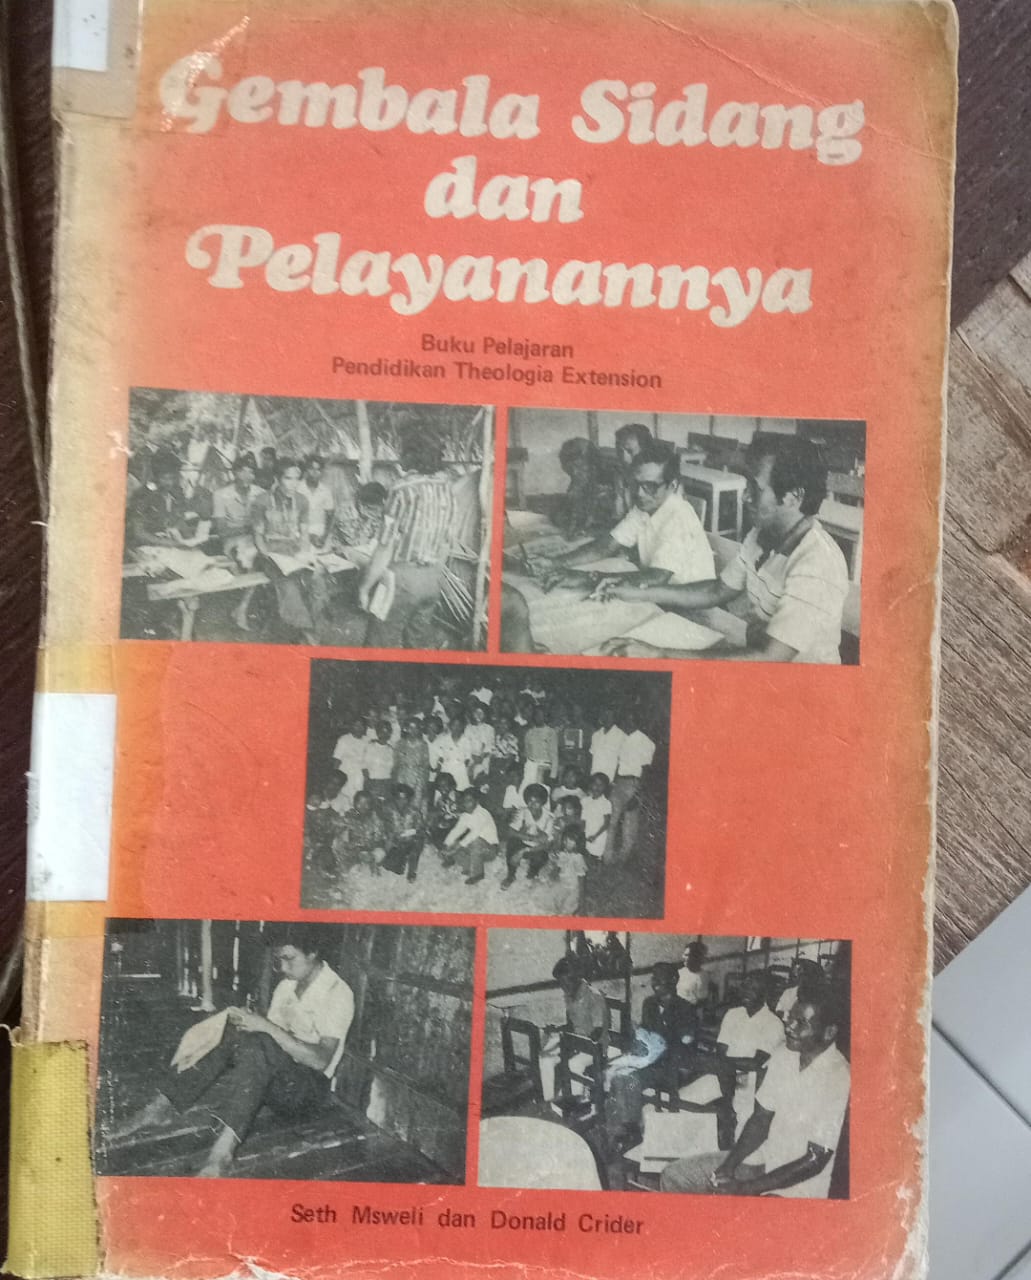 Gembala Sidang
dan
Pelayanannya
Buku Pelajaran
Pendidikan Theologia Extension
Seth Msweli dan Donald Crider